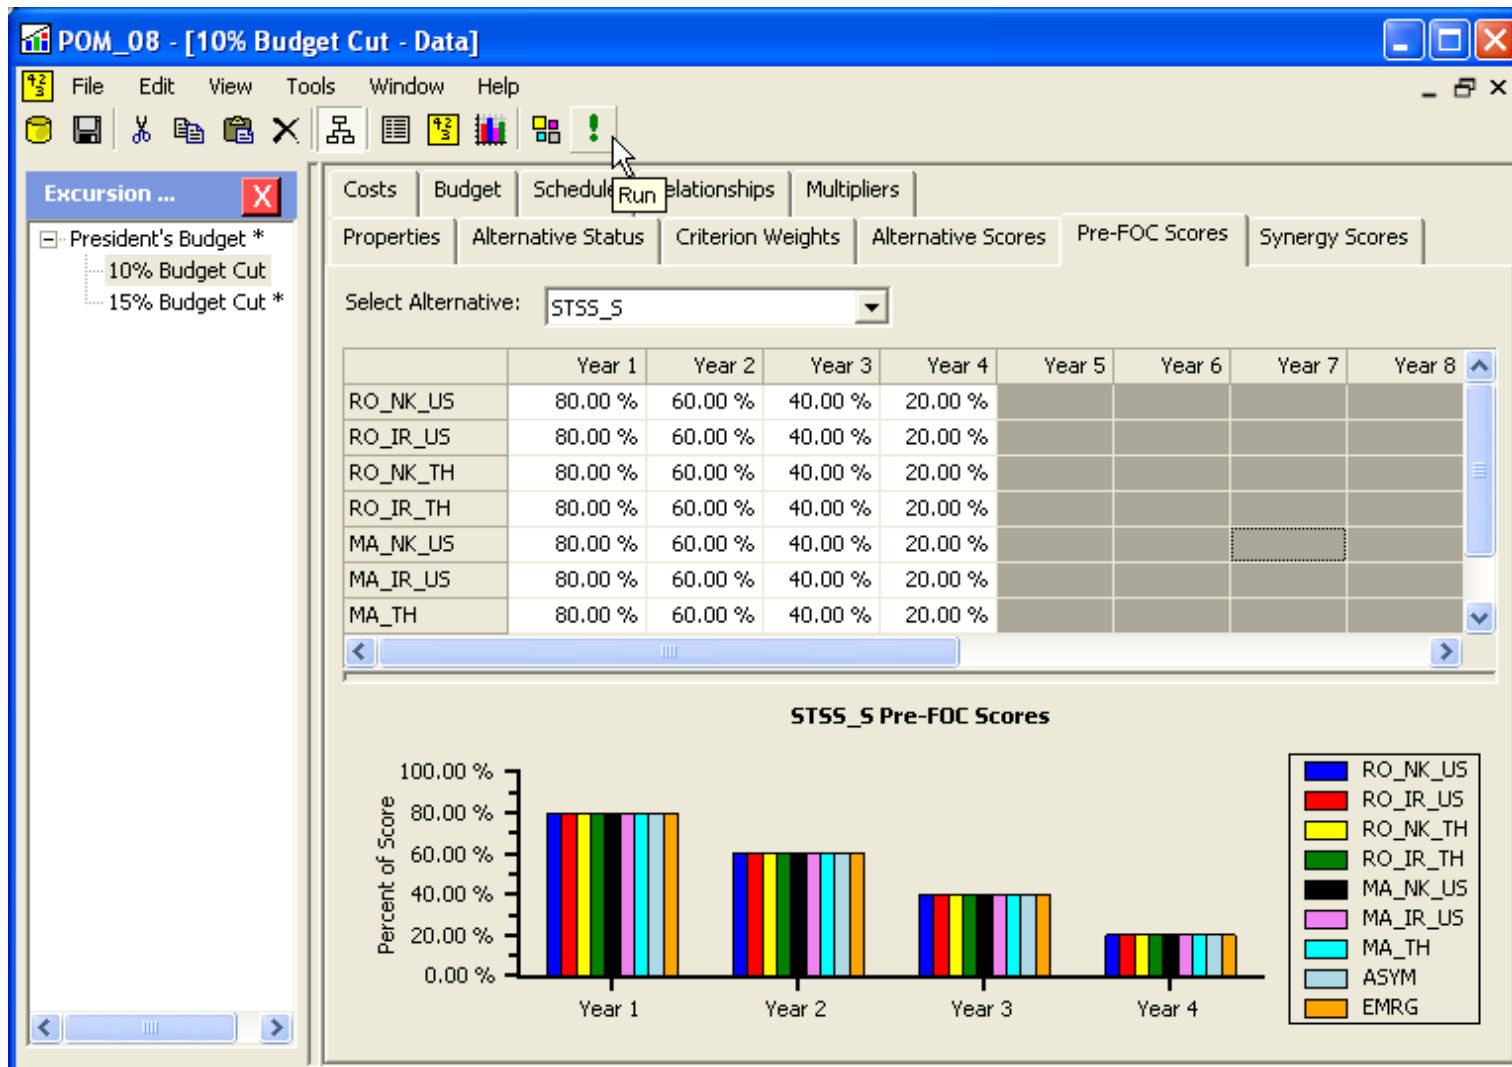 POM_08 - [10% Budget Cut - Data]
File Edit View Tools Window Help
Excursion ...
President's Budget *
10% Budget Cut
15% Budget Cut *
Costs Budget Schedule elationships Multipliers
Run
Properties Alternative Status Criterion Weights Alternative Scores Pre-FOC Scores Synergy Scores
Select Alternative: STSS_S
Year 1 Year 2 Year 3 Year 4 Year 5 Year 6 Year 7 Year 8
RO_NK_US 80.00 % 60.00 % 40.00 % 20.00 %
RO_IR_US 80.00 % 60.00 % 40.00 % 20.00 %
RO_NK_TH 80.00 % 60.00 % 40.00 % 20.00 %
RO_IR_TH 80.00 % 60.00 % 40.00 % 20.00 %
MA_NK_US 80.00 % 60.00 % 40.00 % 20.00 %
MA_IR_US 80.00 % 60.00 % 40.00 % 20.00 %
MA_TH 80.00 % 60.00 % 40.00 % 20.00 %
STSS_S Pre-FOC Scores
Percent of Score
100.00 %
80.00 %
60.00 %
40.00 %
20.00 %
0.00 %
Year 1 Year 2 Year 3 Year 4
RO_NK_US
RO_IR_US
RO_NK_TH
RO_IR_TH
MA_NK_US
MA_IR_US
MA_TH
ASYM
EMRG